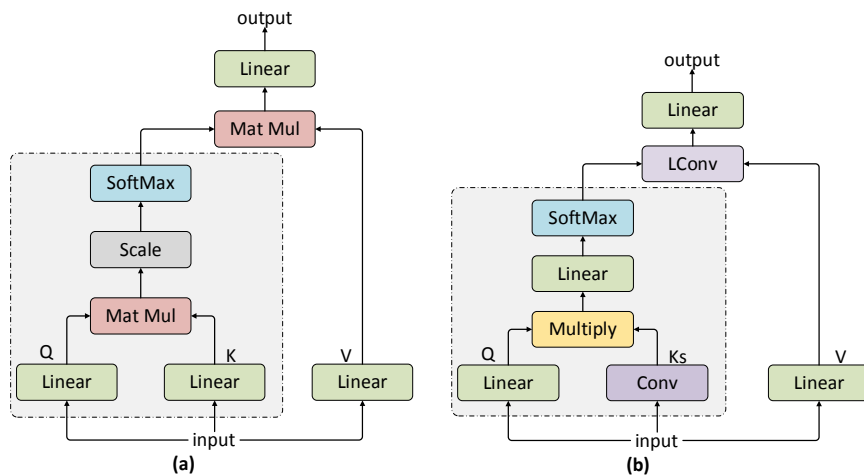 output
Linear
Mat Mul
SoftMax
Scale
Mat Mul
Q
K
V
Linear
Linear
Linear
input
(a)
output
Linear
LConv
SoftMax
Linear
Multiply
Q
Ks
V
Linear
Conv
Linear
input
(b)